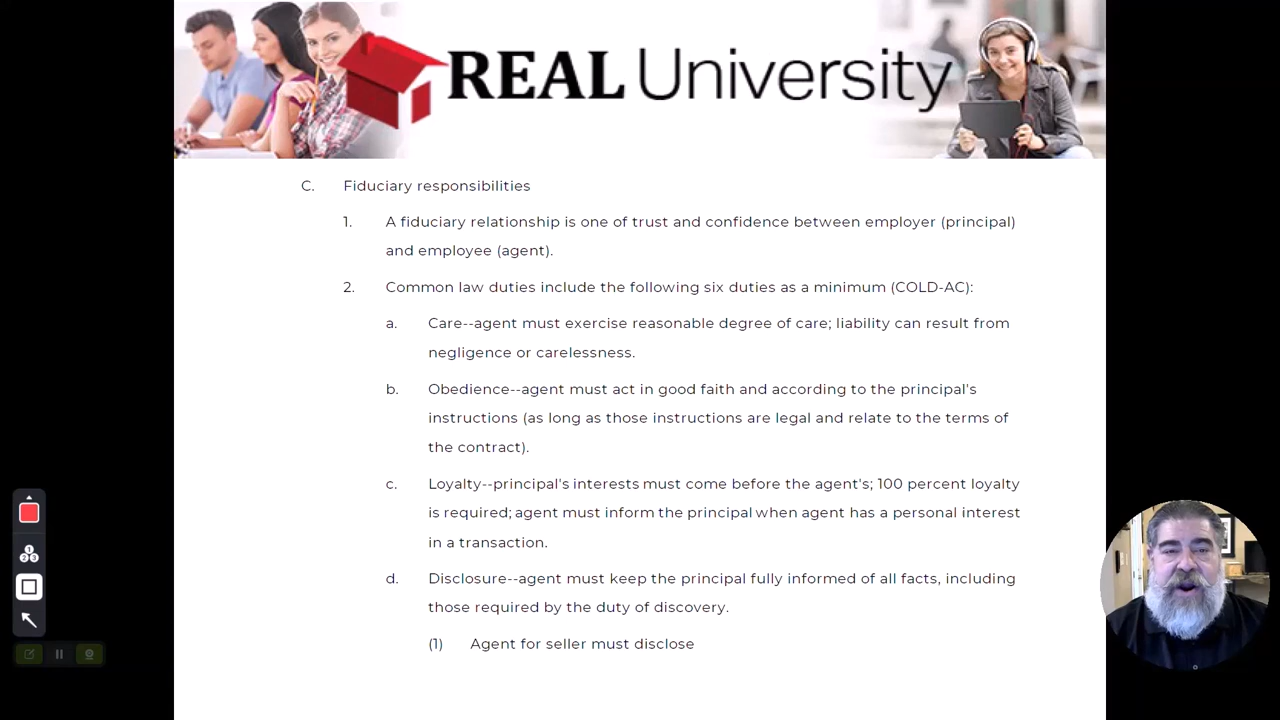 REAL University
C. Fiduciary responsibilities
1. A fiduciary relationship is one of trust and confidence between employer (principal)
and employee (agent).
2. Common law duties include the following six duties as a minimum (COLD-AC):
a. Care--agent must exercise reasonable degree of care; liability can result from
negligence or carelessness.
b. Obedience--agent must act in good faith and according to the principal's
instructions (as long as those instructions are legal and relate to the terms of
the contract).
c. Loyalty--principal's interests must come before the agent's; 100 percent loyalty
is required; agent must inform the principal when agent has a personal interest
in a transaction.
d. Disclosure--agent must keep the principal fully informed of all facts, including
those required by the duty of discovery.
(1) Agent for seller must disclose